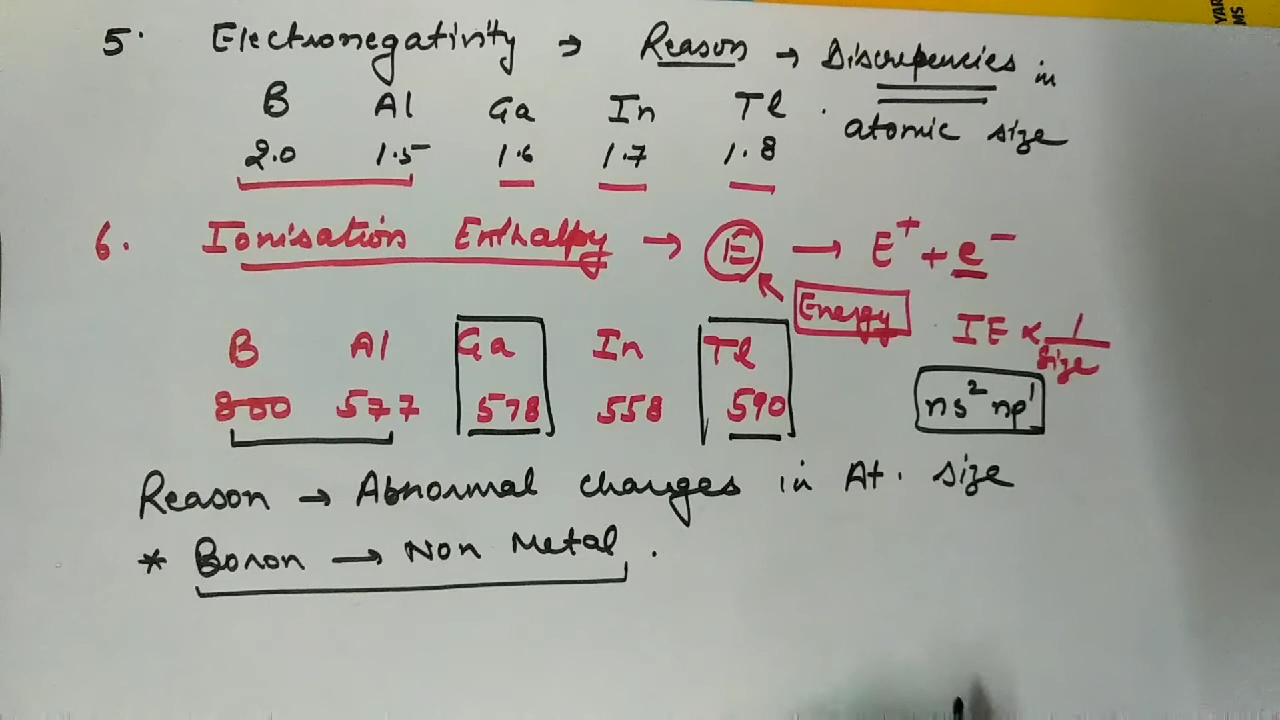 YAR
MS
5. Electronegativity → Reason → Discrepencies in
atomic size
B Al Ga In Tl .
2.0 1.5 1.6 1.7 1.8
6. Ionisation Enthalpy → E → E⁺ + e⁻
Energy IE ∝ 1/size
B Al Ga In Tl
800 577 578 558 590 ns² np¹
Reason → Abnormal changes in At. size
* Boron → Non Metal .